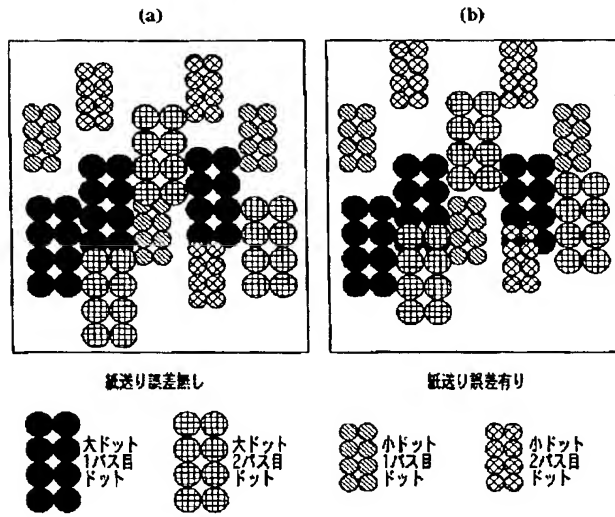 (a)
(b)
紙送り誤差無し
紙送り誤差有り
大ドット
1パス目
ドット
大ドット
2パス目
ドット
小ドット
1パス目
ドット
小ドット
2パス目
ドット